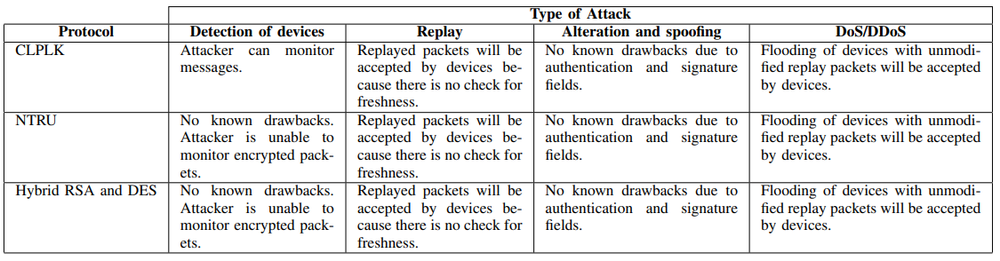 Type of Attack
Protocol Detection of devices Replay Alteration and spoofing DoS/DDoS
CLPLK
Attacker can monitor
messages.
Replayed packets will be
accepted by devices be-
cause there is no check for
freshness.
No known drawbacks due to
authentication and signature
fields.
Flooding of devices with unmodi-
fied replay packets will be accepted
by devices.
NTRU
No known drawbacks.
Attacker is unable to
monitor encrypted pack-
ets.
Replayed packets will be
accepted by devices be-
cause there is no check for
freshness.
No known drawbacks due to
authentication and signature
fields.
Flooding of devices with unmodi-
fied replay packets will be accepted
by devices.
Hybrid RSA and DES
No known drawbacks.
Attacker is unable to
monitor encrypted pack-
ets.
Replayed packets will be
accepted by devices be-
cause there is no check for
freshness.
No known drawbacks due to
authentication and signature
fields.
Flooding of devices with unmodi-
fied replay packets will be accepted
by devices.